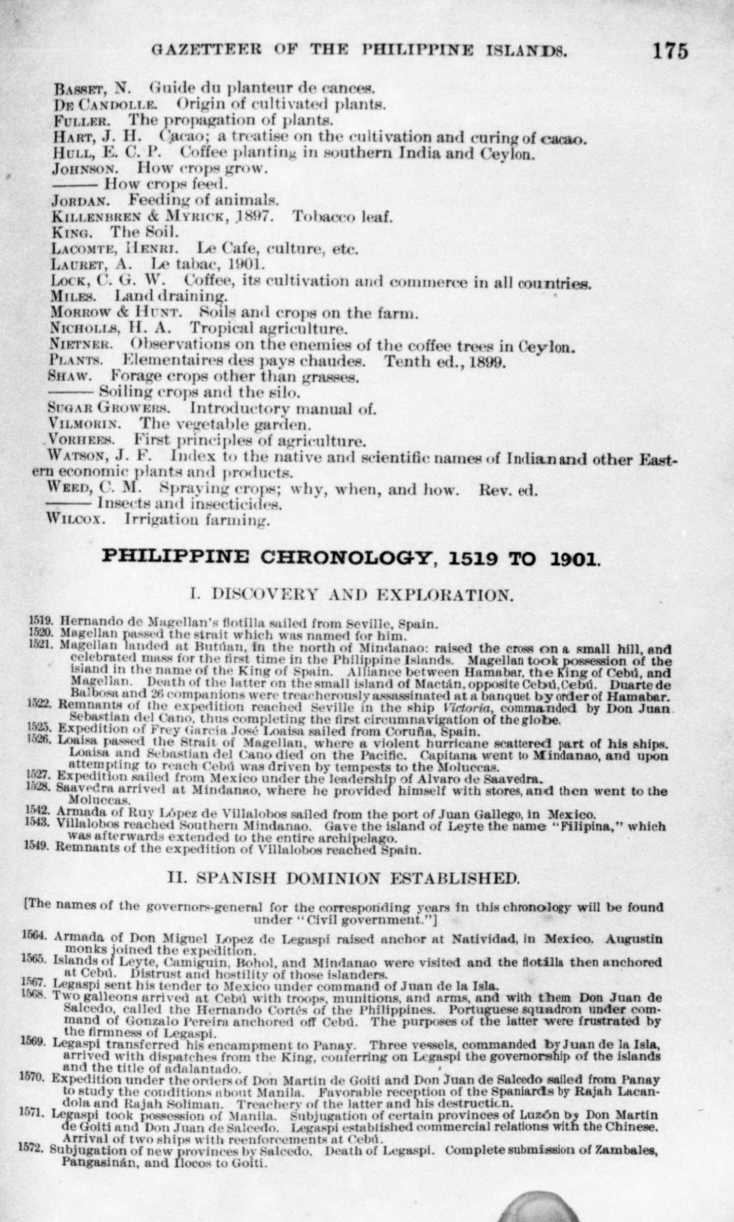 GAZETTEER OF THE PHILIPPINE ISLANDS. 175
BASSET, N. Guide du planteur de cances.
DE CANDOLLE. Origin of cultivated plants.
FULLER. The propagation of plants.
HART, J. H. Cacao; a treatise on the cultivation and curing of cacao.
HULL, E. C. P. Coffee planting in southern India and Ceylon.
JOHNSON. How crops grow.
——— How crops feed.
JORDAN. Feeding of animals.
KILLENBREN & MYRICK, 1897. Tobacco leaf.
KING. The Soil.
LACOMTE, HENRI. Le Cafe, culture, etc.
LAURET, A. Le tabac, 1901.
LOCK, C. G. W. Coffee, its cultivation and commerce in all countries.
MILES. Land draining.
MORROW & HUNT. Soils and crops on the farm.
NICHOLLS, H. A. Tropical agriculture.
NIETNER. Observations on the enemies of the coffee trees in Ceylon.
PLANTS. Elementaires des pays chaudes. Tenth ed., 1899.
SHAW. Forage crops other than grasses.
——— Soiling crops and the silo.
SUGAR GROWERS. Introductory manual of.
VILMORIN. The vegetable garden.
VORHEES. First principles of agriculture.
WATSON, J. F. Index to the native and scientific names of Indian and other East-
ern economic plants and products.
WEED, C. M. Spraying crops; why, when, and how. Rev. ed.
——— Insects and insecticides.
WILCOX. Irrigation farming.
PHILIPPINE CHRONOLOGY, 1519 TO 1901.
I. DISCOVERY AND EXPLORATION.
1519. Hernando de Magellan's flotilla sailed from Seville, Spain.
1520. Magellan passed the strait which was named for him.
1521. Magellan landed at Butúan, in the north of Mindanao: raised the cross on a small hill, and
celebrated mass for the first time in the Philippine Islands. Magellan took possession of the
island in the name of the King of Spain. Alliance between Hamabar, the King of Cebú, and
Magellan. Death of the latter on the small island of Mactán, opposite Cebú, Cebú. Duarte de
Balbosa and 26 companions were treacherously assassinated at a banquet by order of Hamabar.
1522. Remnants of the expedition reached Seville in the ship Victoria, commanded by Don Juan
Sebastian del Cano, thus completing the first circumnavigation of the globe.
1525. Expedition of Frey Garcia José Loaisa sailed from Coruña, Spain.
1526. Loaisa passed the Strait of Magellan, where a violent hurricane scattered part of his ships.
Loaisa and Sebastian del Cano died on the Pacific. Capitana went to Mindanao, and upon
attempting to reach Cebú was driven by tempests to the Moluccas.
1527. Expedition sailed from Mexico under the leadership of Alvaro de Saavedra.
1528. Saavedra arrived at Mindanao, where he provided himself with stores, and then went to the
Moluccas.
1542. Armada of Ruy López de Villalobos sailed from the port of Juan Gallego, in Mexico.
1543. Villalobos reached Southern Mindanao. Gave the island of Leyte the name "Filipina," which
was afterwards extended to the entire archipelago.
1549. Remnants of the expedition of Villalobos reached Spain.
II. SPANISH DOMINION ESTABLISHED.
[The names of the governors-general for the corresponding years in this chronology will be found
under "Civil government."]
1564. Armada of Don Miguel Lopez de Legaspi raised anchor at Natividad, in Mexico. Augustin
monks joined the expedition.
1565. Islands of Leyte, Camiguin, Bohol, and Mindanao were visited and the flotilla then anchored
at Cebú. Distrust and hostility of those islanders.
1567. Legaspi sent his tender to Mexico under command of Juan de la Isla.
1568. Two galleons arrived at Cebú with troops, munitions, and arms, and with them Don Juan de
Salcedo, called the Hernando Cortés of the Philippines. Portuguese squadron under com-
mand of Gonzalo Pereira anchored off Cebú. The purposes of the latter were frustrated by
the firmness of Legaspi.
1569. Legaspi transferred his encampment to Panay. Three vessels, commanded by Juan de la Isla,
arrived with dispatches from the King, conferring on Legaspi the governorship of the islands
and the title of adalantado.
1570. Expedition under the orders of Don Martin de Goiti and Don Juan de Salcedo sailed from Panay
to study the conditions about Manila. Favorable reception of the Spaniards by Rajah Lacan-
dola and Rajah Soliman. Treachery of the latter and his destruction.
1571. Legaspi took possession of Manila. Subjugation of certain provinces of Luzón by Don Martin
de Goiti and Don Juan de Salcedo. Legaspi established commercial relations with the Chinese.
Arrival of two ships with reenforcements at Cebú.
1572. Subjugation of new provinces by Salcedo. Death of Legaspi. Complete submission of Zambales,
Pangasinán, and Ilocos to Goiti.